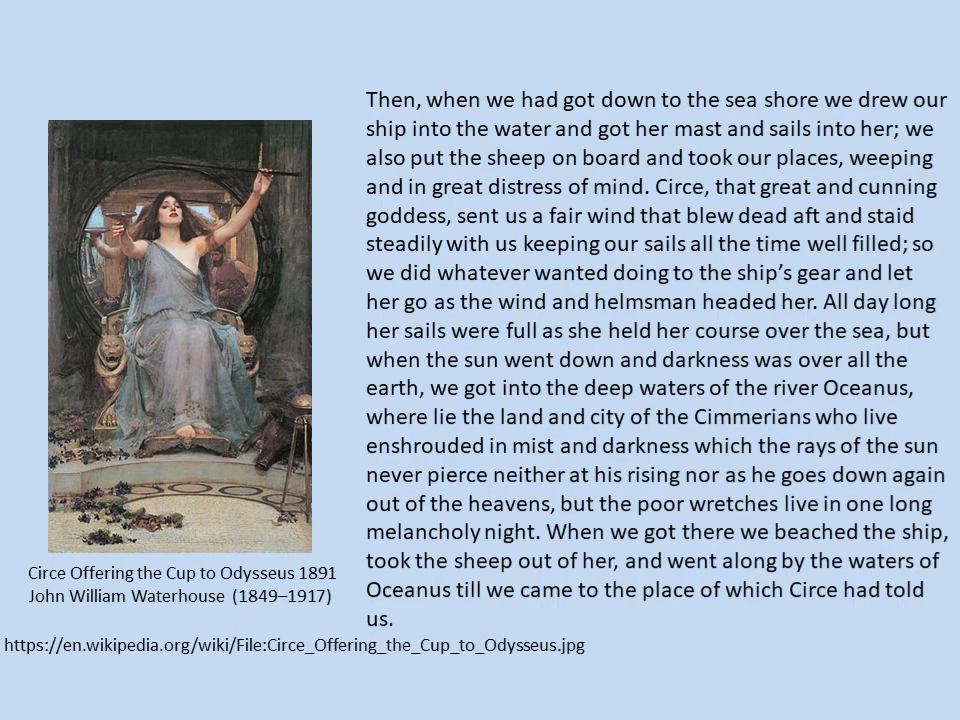 Then, when we had got down to the sea shore we drew our
ship into the water and got her mast and sails into her; we
also put the sheep on board and took our places, weeping
and in great distress of mind. Circe, that great and cunning
goddess, sent us a fair wind that blew dead aft and staid
steadily with us keeping our sails all the time well filled; so
we did whatever wanted doing to the ship’s gear and let
her go as the wind and helmsman headed her. All day long
her sails were full as she held her course over the sea, but
when the sun went down and darkness was over all the
earth, we got into the deep waters of the river Oceanus,
where lie the land and city of the Cimmerians who live
enshrouded in mist and darkness which the rays of the sun
never pierce neither at his rising nor as he goes down again
out of the heavens, but the poor wretches live in one long
melancholy night. When we got there we beached the ship,
took the sheep out of her, and went along by the waters of
Oceanus till we came to the place of which Circe had told
us.
Circe Offering the Cup to Odysseus 1891
John William Waterhouse (1849–1917)
https://en.wikipedia.org/wiki/File:Circe_Offering_the_Cup_to_Odysseus.jpg